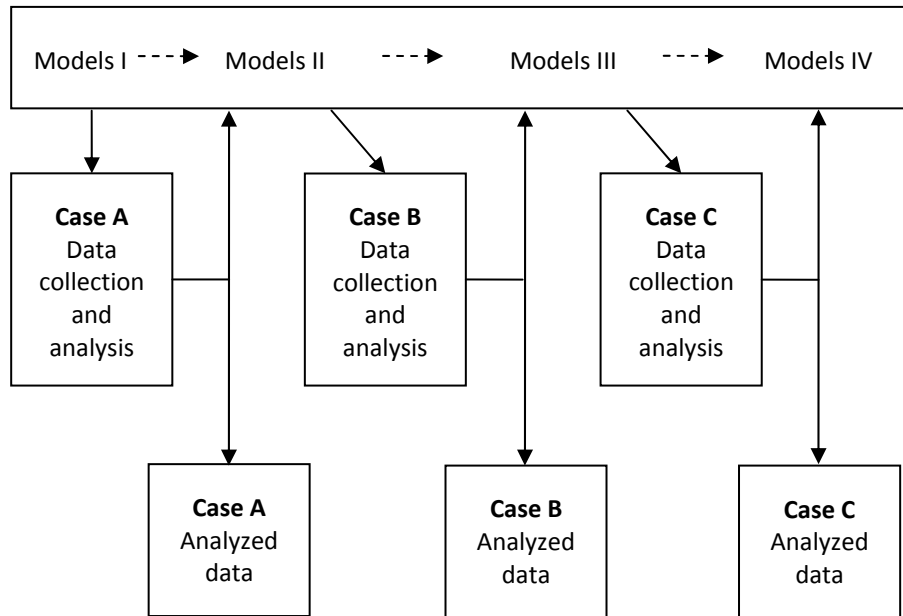 Models I Models II Models III Models IV
Case A
Data
collection
and
analysis
Case B
Data
collection
and
analysis
Case C
Data
collection
and
analysis
Case A
Analyzed
data
Case B
Analyzed
data
Case C
Analyzed
data